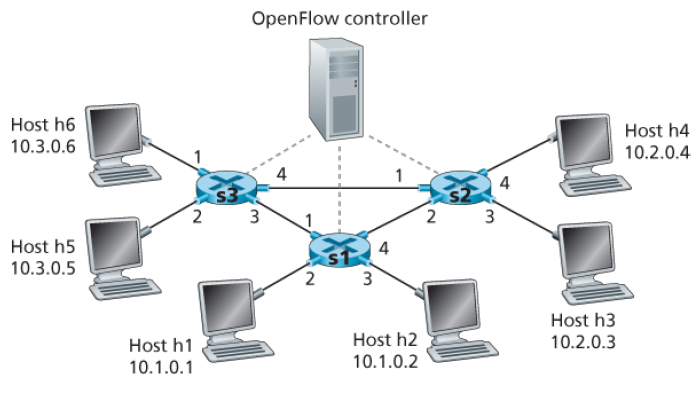 OpenFlow controller
Host h6
10.3.0.6
Host h4
10.2.0.4
1
4
1
4
s3
s2
2
3
1
2
3
Host h5
10.3.0.5
s1
4
2
3
Host h1
10.1.0.1
Host h2
10.1.0.2
Host h3
10.2.0.3